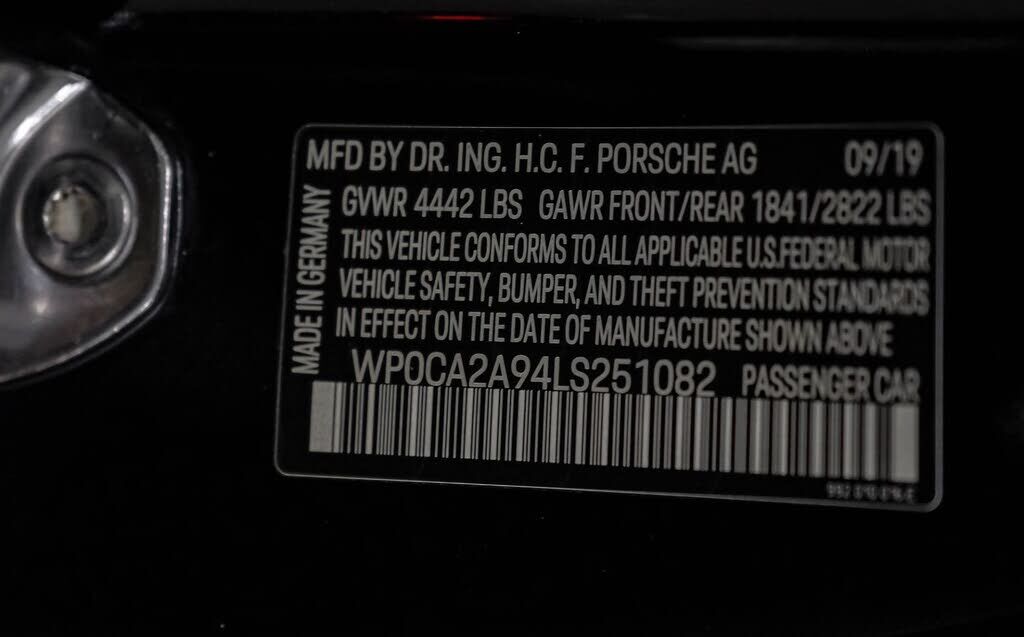 MFD BY DR. ING. H.C. F. PORSCHE AG 09/19
GVWR 4442 LBS GAWR FRONT/REAR 1841/2822 LBS
THIS VEHICLE CONFORMS TO ALL APPLICABLE U.S.FEDERAL MOTOR
VEHICLE SAFETY, BUMPER, AND THEFT PREVENTION STANDARDS
IN EFFECT ON THE DATE OF MANUFACTURE SHOWN ABOVE
WP0CA2A94LS251082 PASSENGER CAR
MADE IN GERMANY